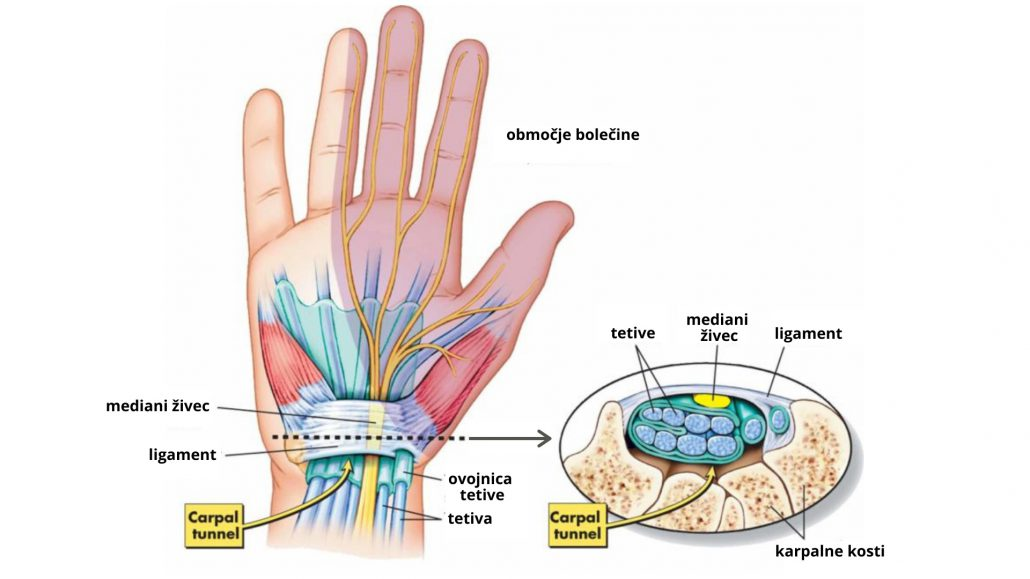 območje bolečine
mediani živec
ligament
ovojnica
tetive
tetiva
Carpal
tunnel
tetive
mediani
živec
ligament
Carpal
tunnel
karpalne kosti